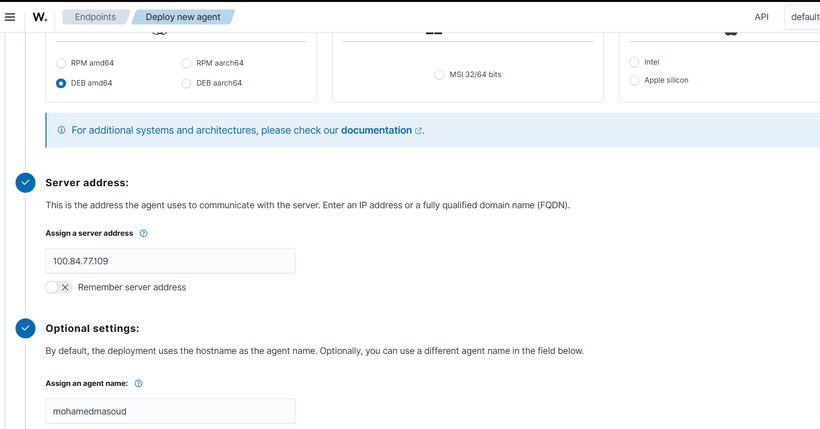 W. Endpoints Deploy new agent API default
RPM amd64 RPM aarch64
DEB amd64 DEB aarch64
MSI 32/64 bits
Intel
Apple silicon
For additional systems and architectures, please check our documentation.
Server address:
This is the address the agent uses to communicate with the server. Enter an IP address or a fully qualified domain name (FQDN).
Assign a server address
100.84.77.109
Remember server address
Optional settings:
By default, the deployment uses the hostname as the agent name. Optionally, you can use a different agent name in the field below.
Assign an agent name:
mohamedmasoud